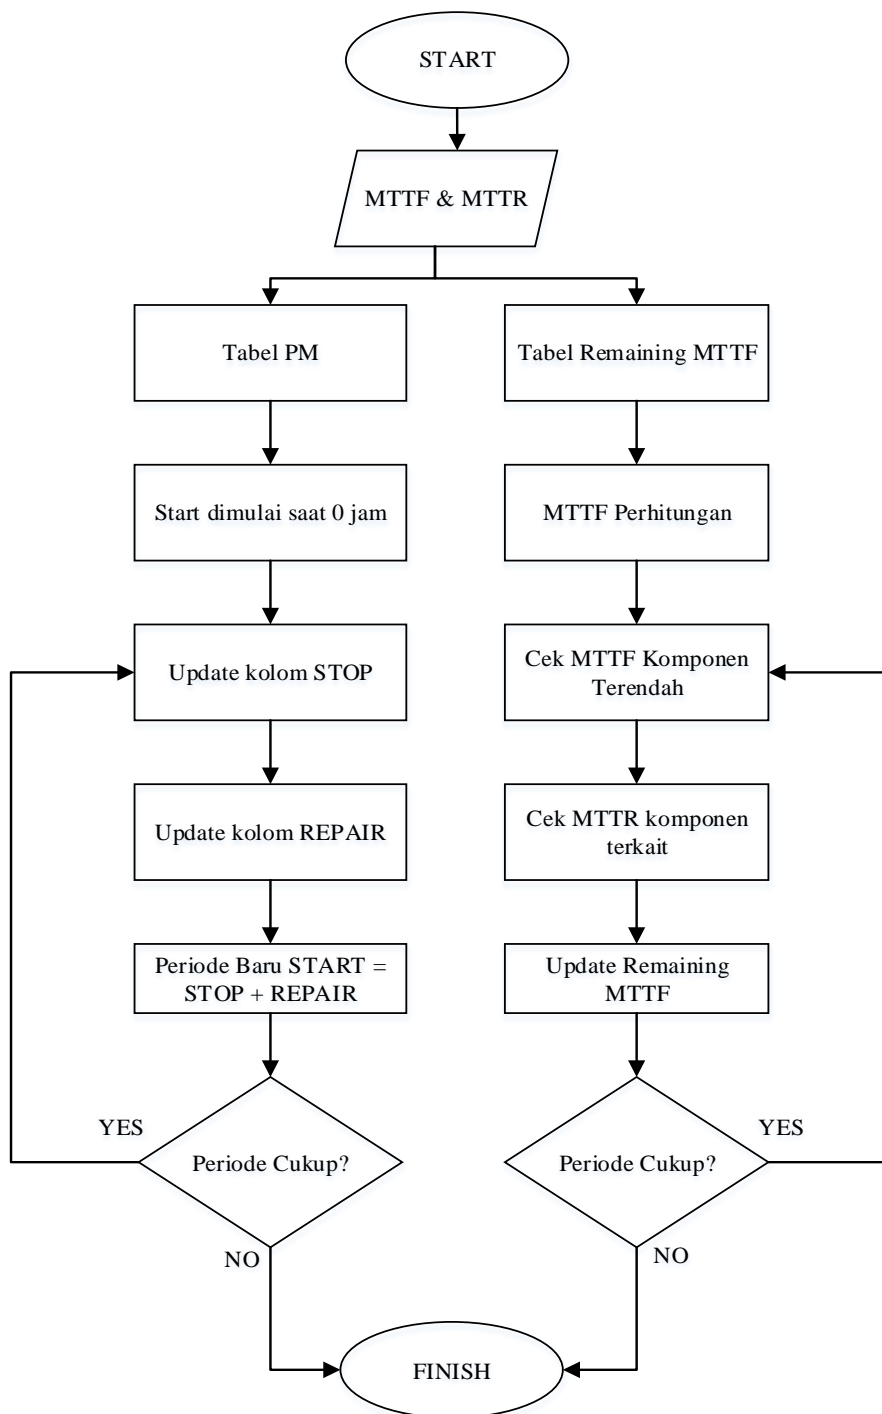 START
MTTF & MTTR
Tabel PM
Tabel Remaining MTTF
Start dimulai saat 0 jam
MTTF Perhitungan
Update kolom STOP
Cek MTTF Komponen
Terendah
Update kolom REPAIR
Cek MTTR komponen
terkait
Periode Baru START =
STOP + REPAIR
Update Remaining
MTTF
YES
Periode Cukup?
NO
YES
Periode Cukup?
NO
FINISH